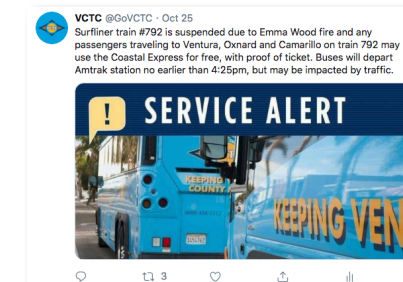 VCTC @GoVCTC · Oct 25
Surfliner train #792 is suspended due to Emma Wood fire and any
passengers traveling to Ventura, Oxnard and Camarillo on train 792 may
use the Coastal Express for free, with proof of ticket. Buses will depart
Amtrak station no earlier than 4:25pm, but may be impacted by traffic.
! SERVICE ALERT
KEEPING
COUNTY
KEEPING VEN
3